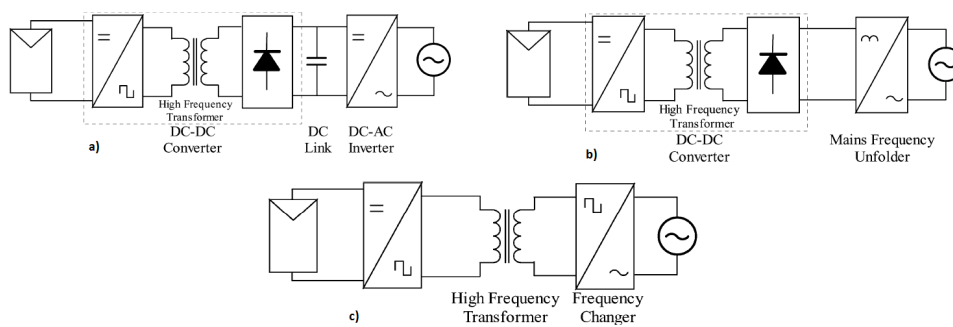 High Frequency
Transformer
DC-DC
Converter
DC
Link
DC-AC
Inverter
a)
High Frequency
Transformer
DC-DC
Converter
Mains Frequency
Unfolder
b)
High Frequency
Transformer
Frequency
Changer
c)